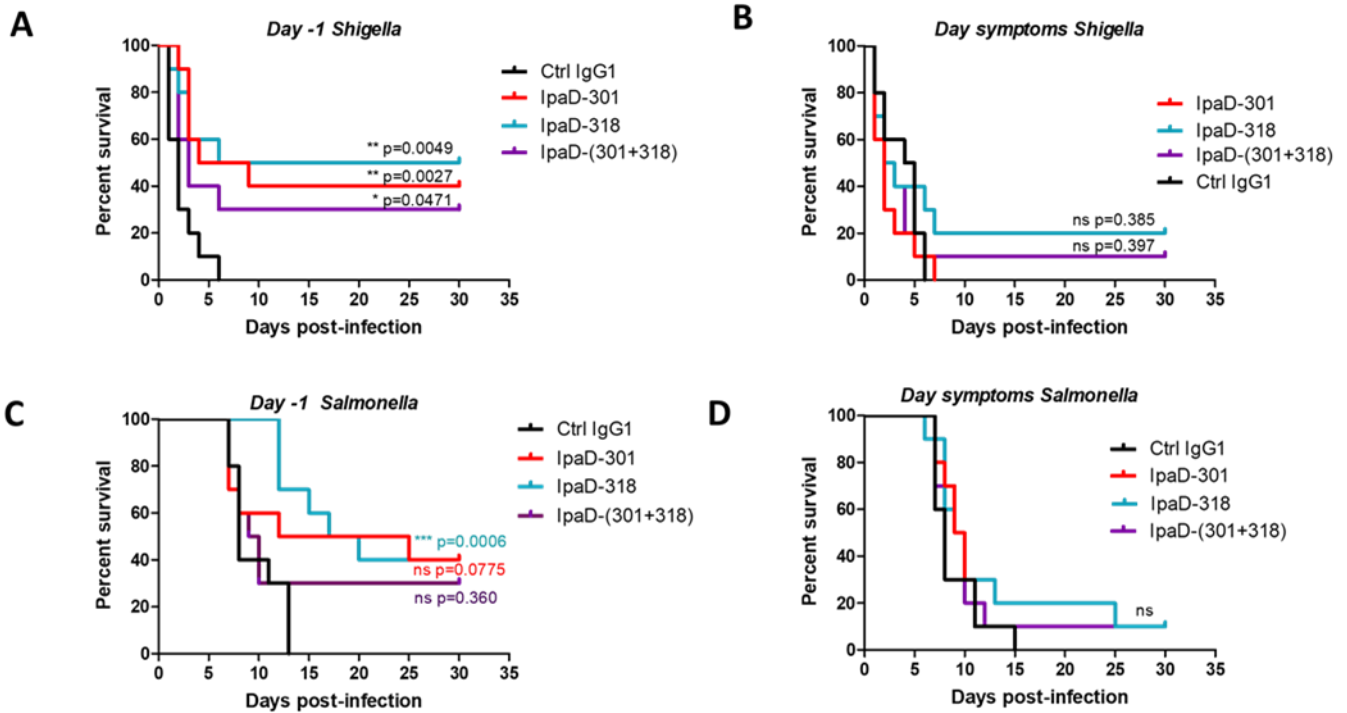 A
Day -1 Shigella
Percent survival
100
80
60
40
20
0
0 5 10 15 20 25 30 35
Days post-infection
** p=0.0049
** p=0.0027
* p=0.0471
Ctrl IgG1
IpaD-301
IpaD-318
IpaD-(301+318)
B
Day symptoms Shigella
Percent survival
100
80
60
40
20
0
0 5 10 15 20 25 30 35
Days post-infection
ns p=0.385
ns p=0.397
IpaD-301
IpaD-318
IpaD-(301+318)
Ctrl IgG1
C
Day -1 Salmonella
Percent survival
100
80
60
40
20
0
0 5 10 15 20 25 30 35
Days post-infection
*** p=0.0006
ns p=0.0775
ns p=0.360
Ctrl IgG1
IpaD-301
IpaD-318
IpaD-(301+318)
D
Day symptoms Salmonella
Percent survival
100
80
60
40
20
0
0 5 10 15 20 25 30 35
Days post-infection
ns
Ctrl IgG1
IpaD-301
IpaD-318
IpaD-(301+318)